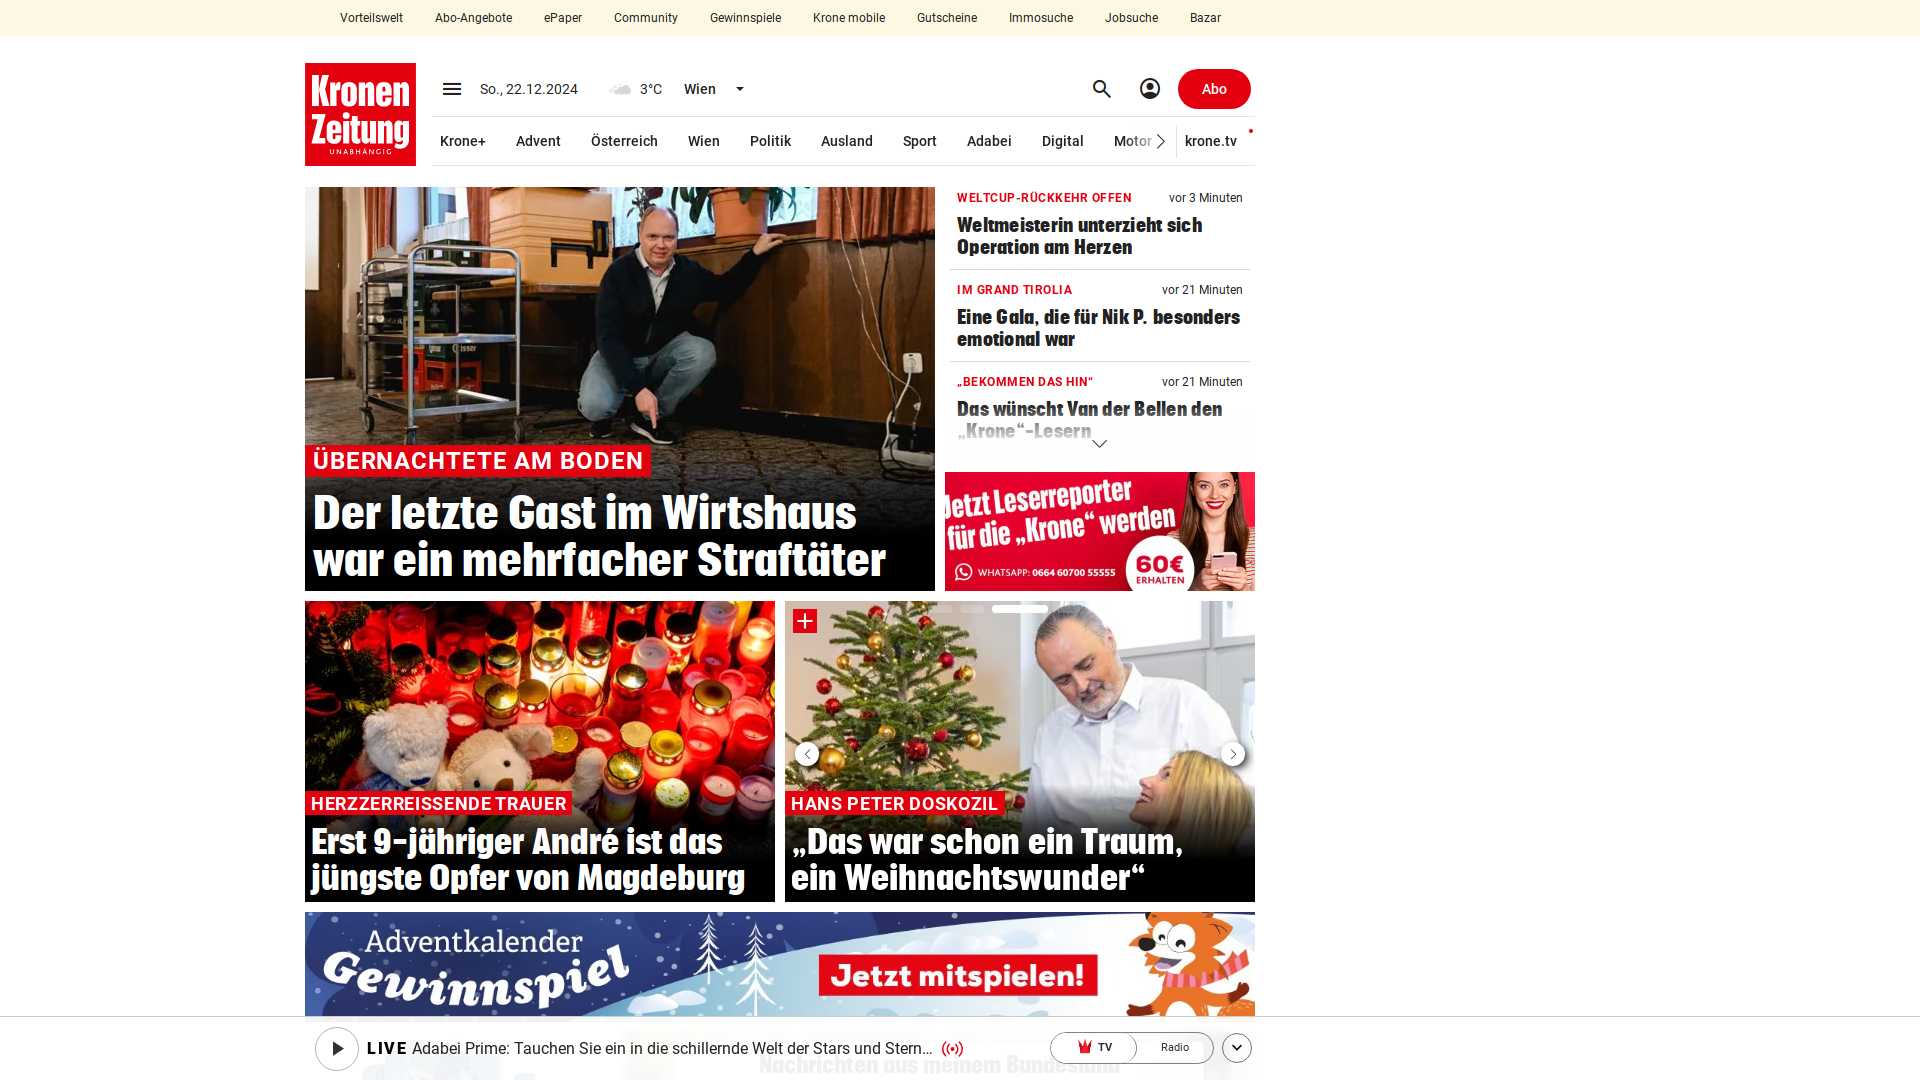 Vorteilswelt Abo-Angebote ePaper Community Gewinnspiele Krone mobile Gutscheine Immosuche Jobsuche Bazar
Kronen
Zeitung
UNABHÄNGIG
So., 22.12.2024 3°C Wien Abo
Krone+ Advent Österreich Wien Politik Ausland Sport Adabei Digital Motor krone.tv
ÜBERNACHTETE AM BODEN
Der letzte Gast im Wirtshaus
war ein mehrfacher Straftäter
WELTCUP-RÜCKKEHR OFFEN vor 3 Minuten
Weltmeisterin unterzieht sich
Operation am Herzen
IM GRAND TIROLIA vor 21 Minuten
Eine Gala, die für Nik P. besonders
emotional war
„BEKOMMEN DAS HIN“ vor 21 Minuten
Das wünscht Van der Bellen den
„Krone“-Lesern
Jetzt Leserreporter
für die „Krone“ werden
WHATSAPP: 0664 60700 55555
60€
ERHALTEN
HERZZERREISSENDE TRAUER
Erst 9-jähriger André ist das
jüngste Opfer von Magdeburg
HANS PETER DOSKOZIL
„Das war schon ein Traum,
ein Weihnachtswunder“
Adventkalender
Gewinnspiel
Jetzt mitspielen!
LIVE Adabei Prime: Tauchen Sie ein in die schillernde Welt der Stars und Stern... TV Radio
Nachrichten aus meinem Bundesland